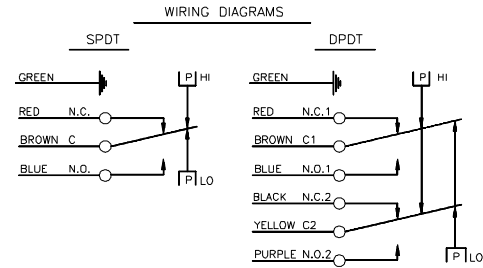 WIRING DIAGRAMS
SPDT
GREEN
P HI
RED N.C.
BROWN C
BLUE N.O.
P LO
DPDT
GREEN
P HI
RED N.C.1
BROWN C1
BLUE N.O.1
BLACK N.C.2
YELLOW C2
PURPLE N.O.2
P LO